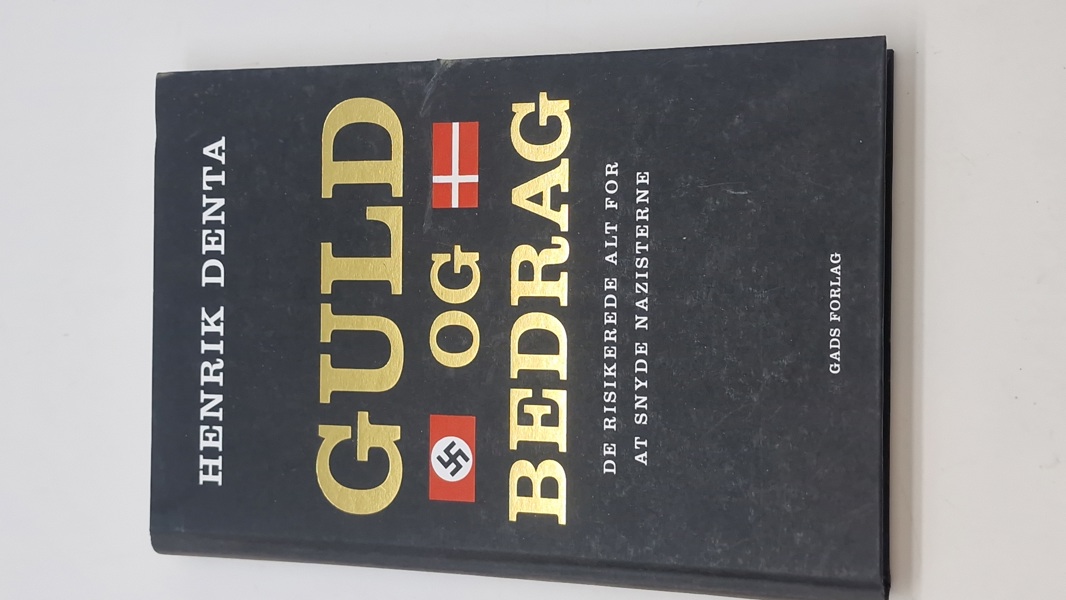 HENRIK DENTA
GULD
OG
BEDRAG
DE RISIKEREDE ALT FOR
AT SNYDE NAZISTERNE
GADS FORLAG